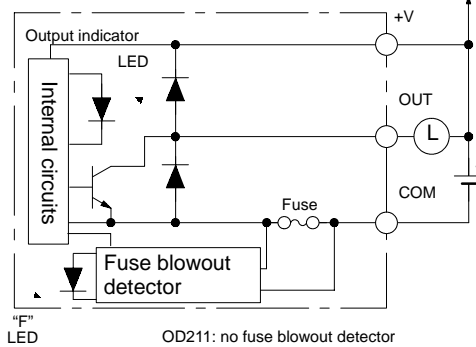 +V
Output indicator
LED
Internal circuits
OUT
L
COM
Fuse
Fuse blowout
detector
“F”
LED
OD211: no fuse blowout detector